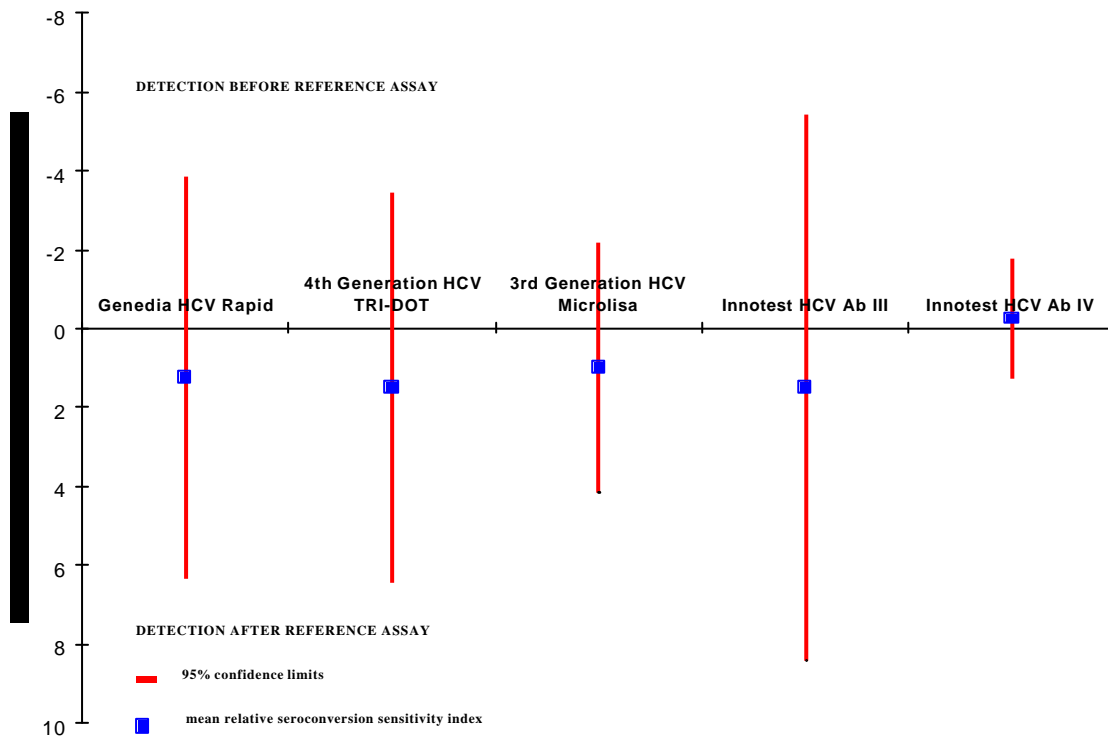 -8
DETECTION BEFORE REFERENCE ASSAY
-6
-4
-2
4th Generation HCV
TRI-DOT
3rd Generation HCV
Microlisa
Genedia HCV Rapid
Innotest HCV Ab III
Innotest HCV Ab IV
0
2
4
6
DETECTION AFTER REFERENCE ASSAY
8
95% confidence limits
mean relative seroconversion sensitivity index
10